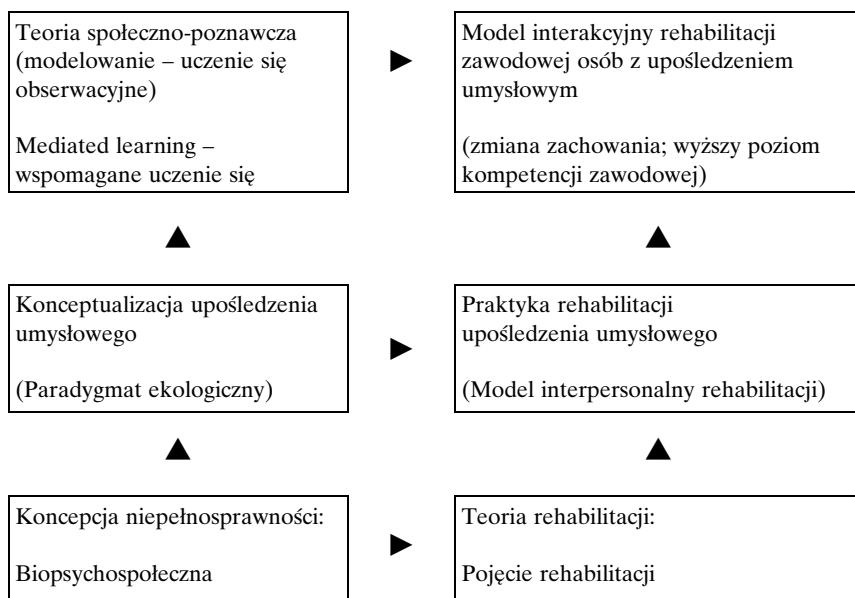 Teoria społeczno-poznawcza
(modelowanie – uczenie się
obserwacyjne)
Mediated learning –
wspomagane uczenie się
Model interakcyjny rehabilitacji
zawodowej osób z upośledzeniem
umysłowym
(zmiana zachowania; wyższy poziom
kompetencji zawodowej)
Konceptualizacja upośledzenia
umysłowego
(Paradygmat ekologiczny)
Praktyka rehabilitacji
upośledzenia umysłowego
(Model interpersonalny rehabilitacji)
Koncepcja niepełnosprawności:
Biopsychospołeczna
Teoria rehabilitacji:
Pojęcie rehabilitacji